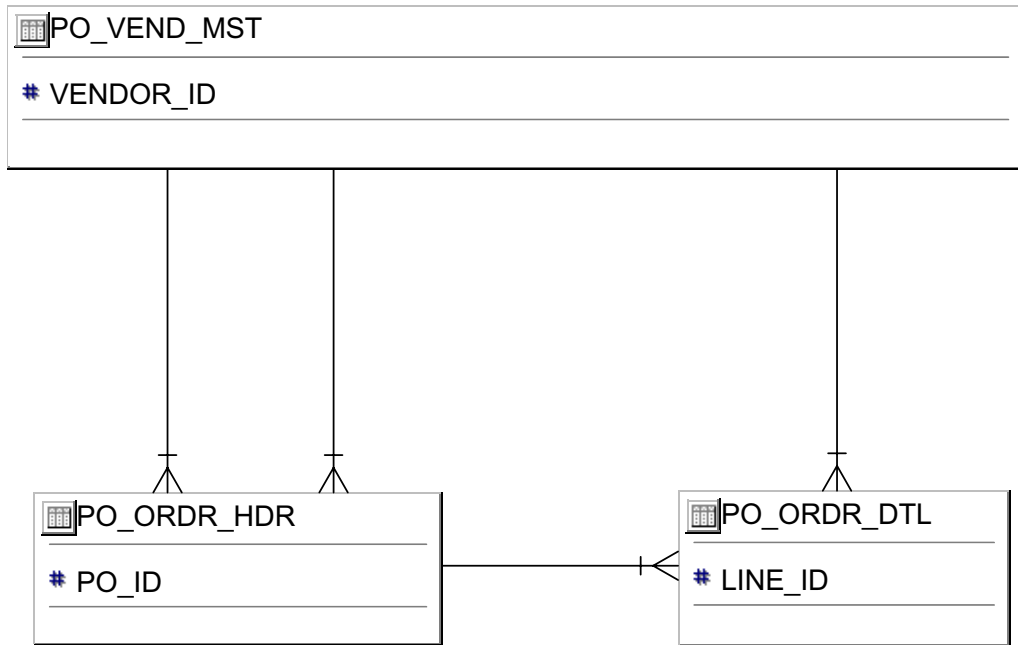 PO_VEND_MST
# VENDOR_ID
PO_ORDR_HDR
# PO_ID
PO_ORDR_DTL
# LINE_ID